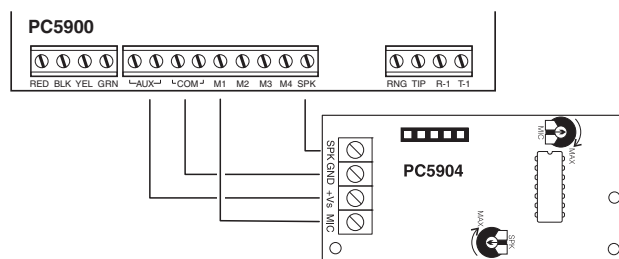 PC5900
RED BLK YEL GRN AUX COM M1 M2 M3 M4 SPK RNG TIP R-1 T-1
SPK
GND
+Vs
MIC
PC5904
MIC
MAX
MAX
SPK